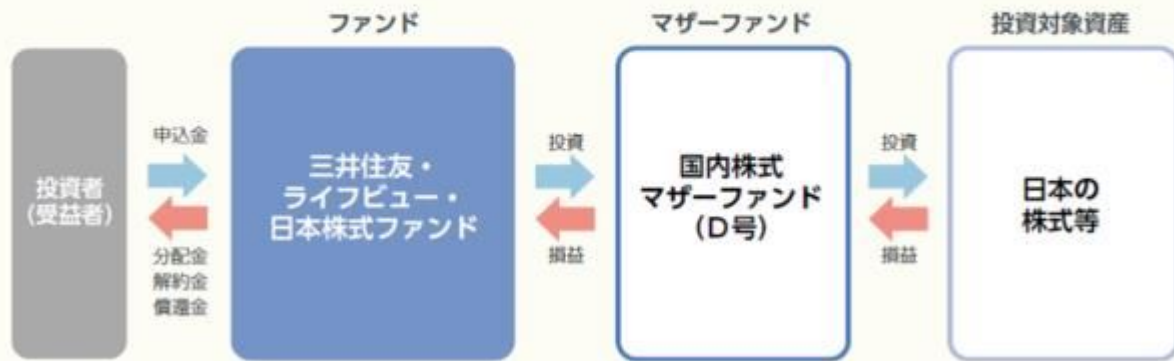 ファンド
マザーファンド
投資対象資産
投資者
(受益者)
申込金
分配金
解約金
償還金
三井住友・
ライフビュー・
日本株式ファンド
投資
損益
国内株式
マザーファンド
(D号)
投資
損益
日本の
株式等